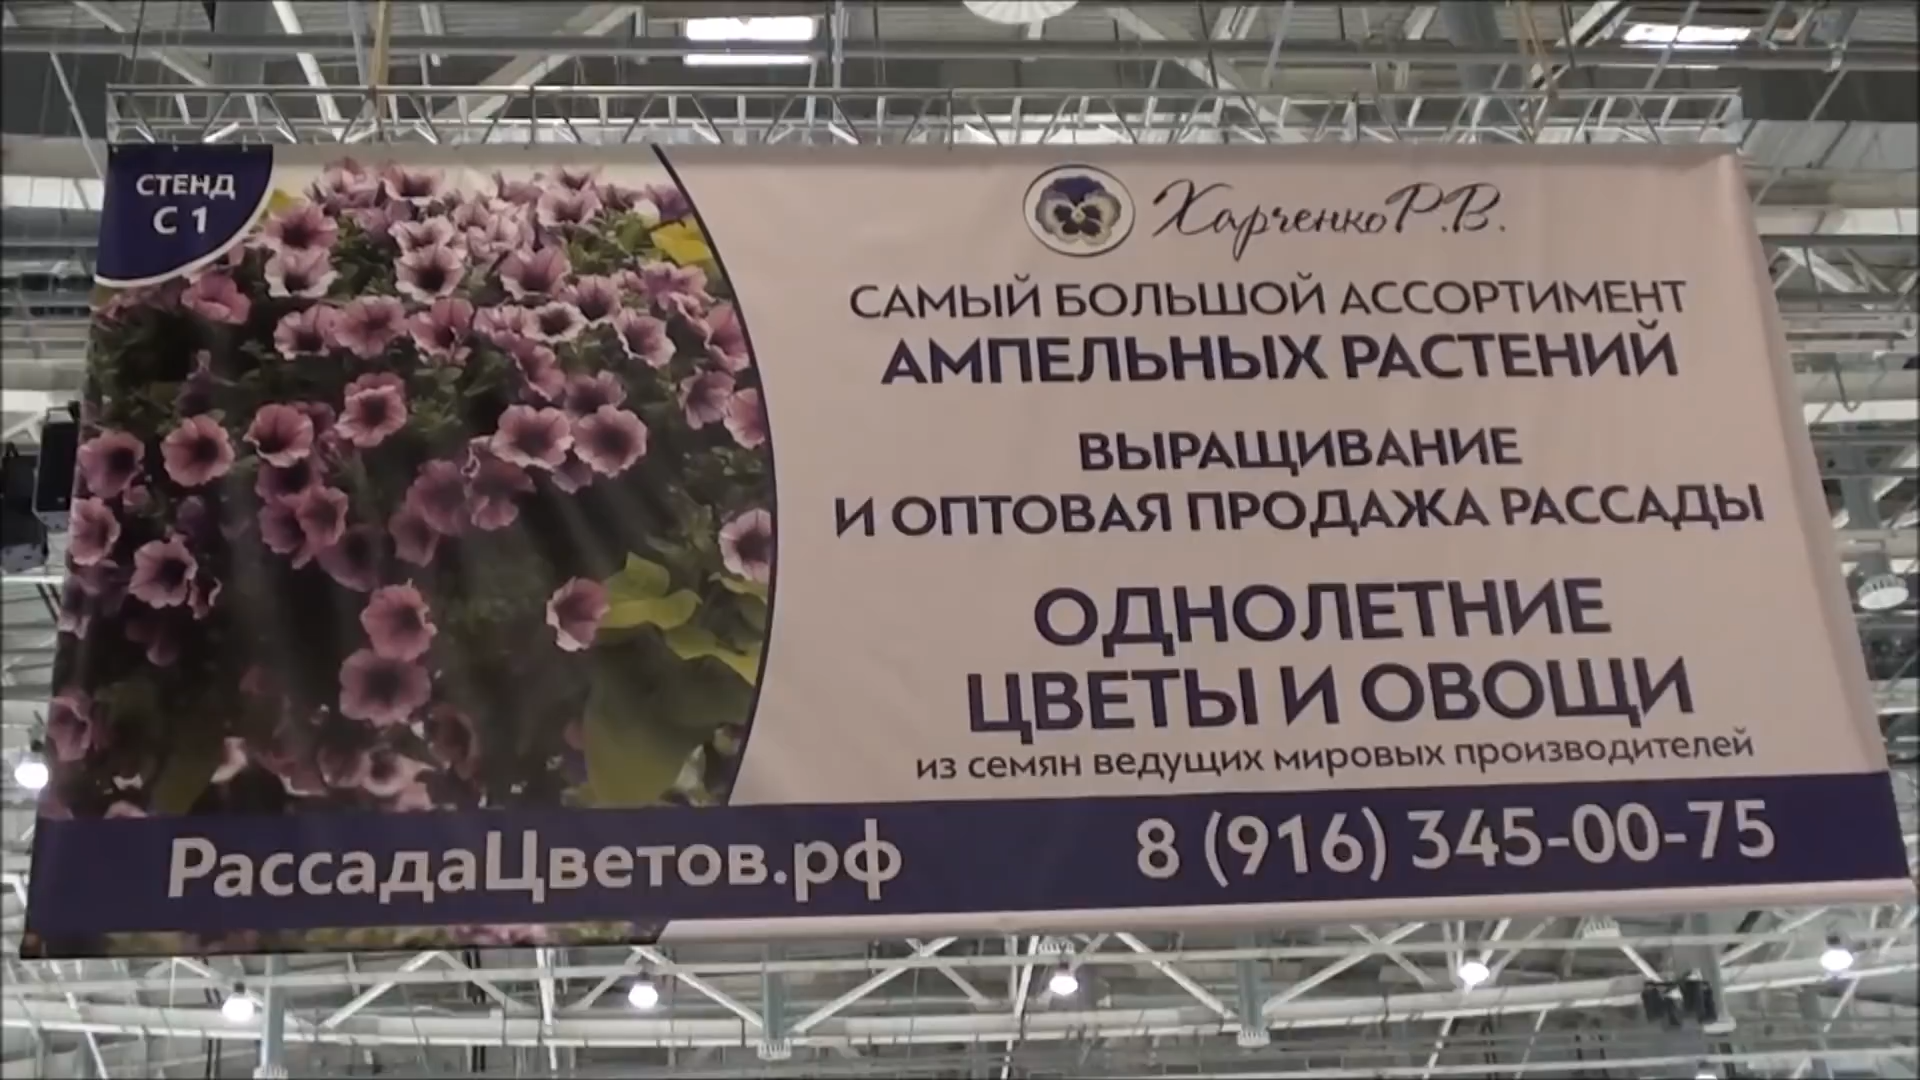 СТЕНД
С 1
Харченко Р.В.
САМЫЙ БОЛЬШОЙ АССОРТИМЕНТ
АМПЕЛЬНЫХ РАСТЕНИЙ
ВЫРАЩИВАНИЕ
И ОПТОВАЯ ПРОДАЖА РАССАДЫ
ОДНОЛЕТНИЕ
ЦВЕТЫ И ОВОЩИ
из семян ведущих мировых производителей
РассадаЦветов.рф
8 (916) 345-00-75